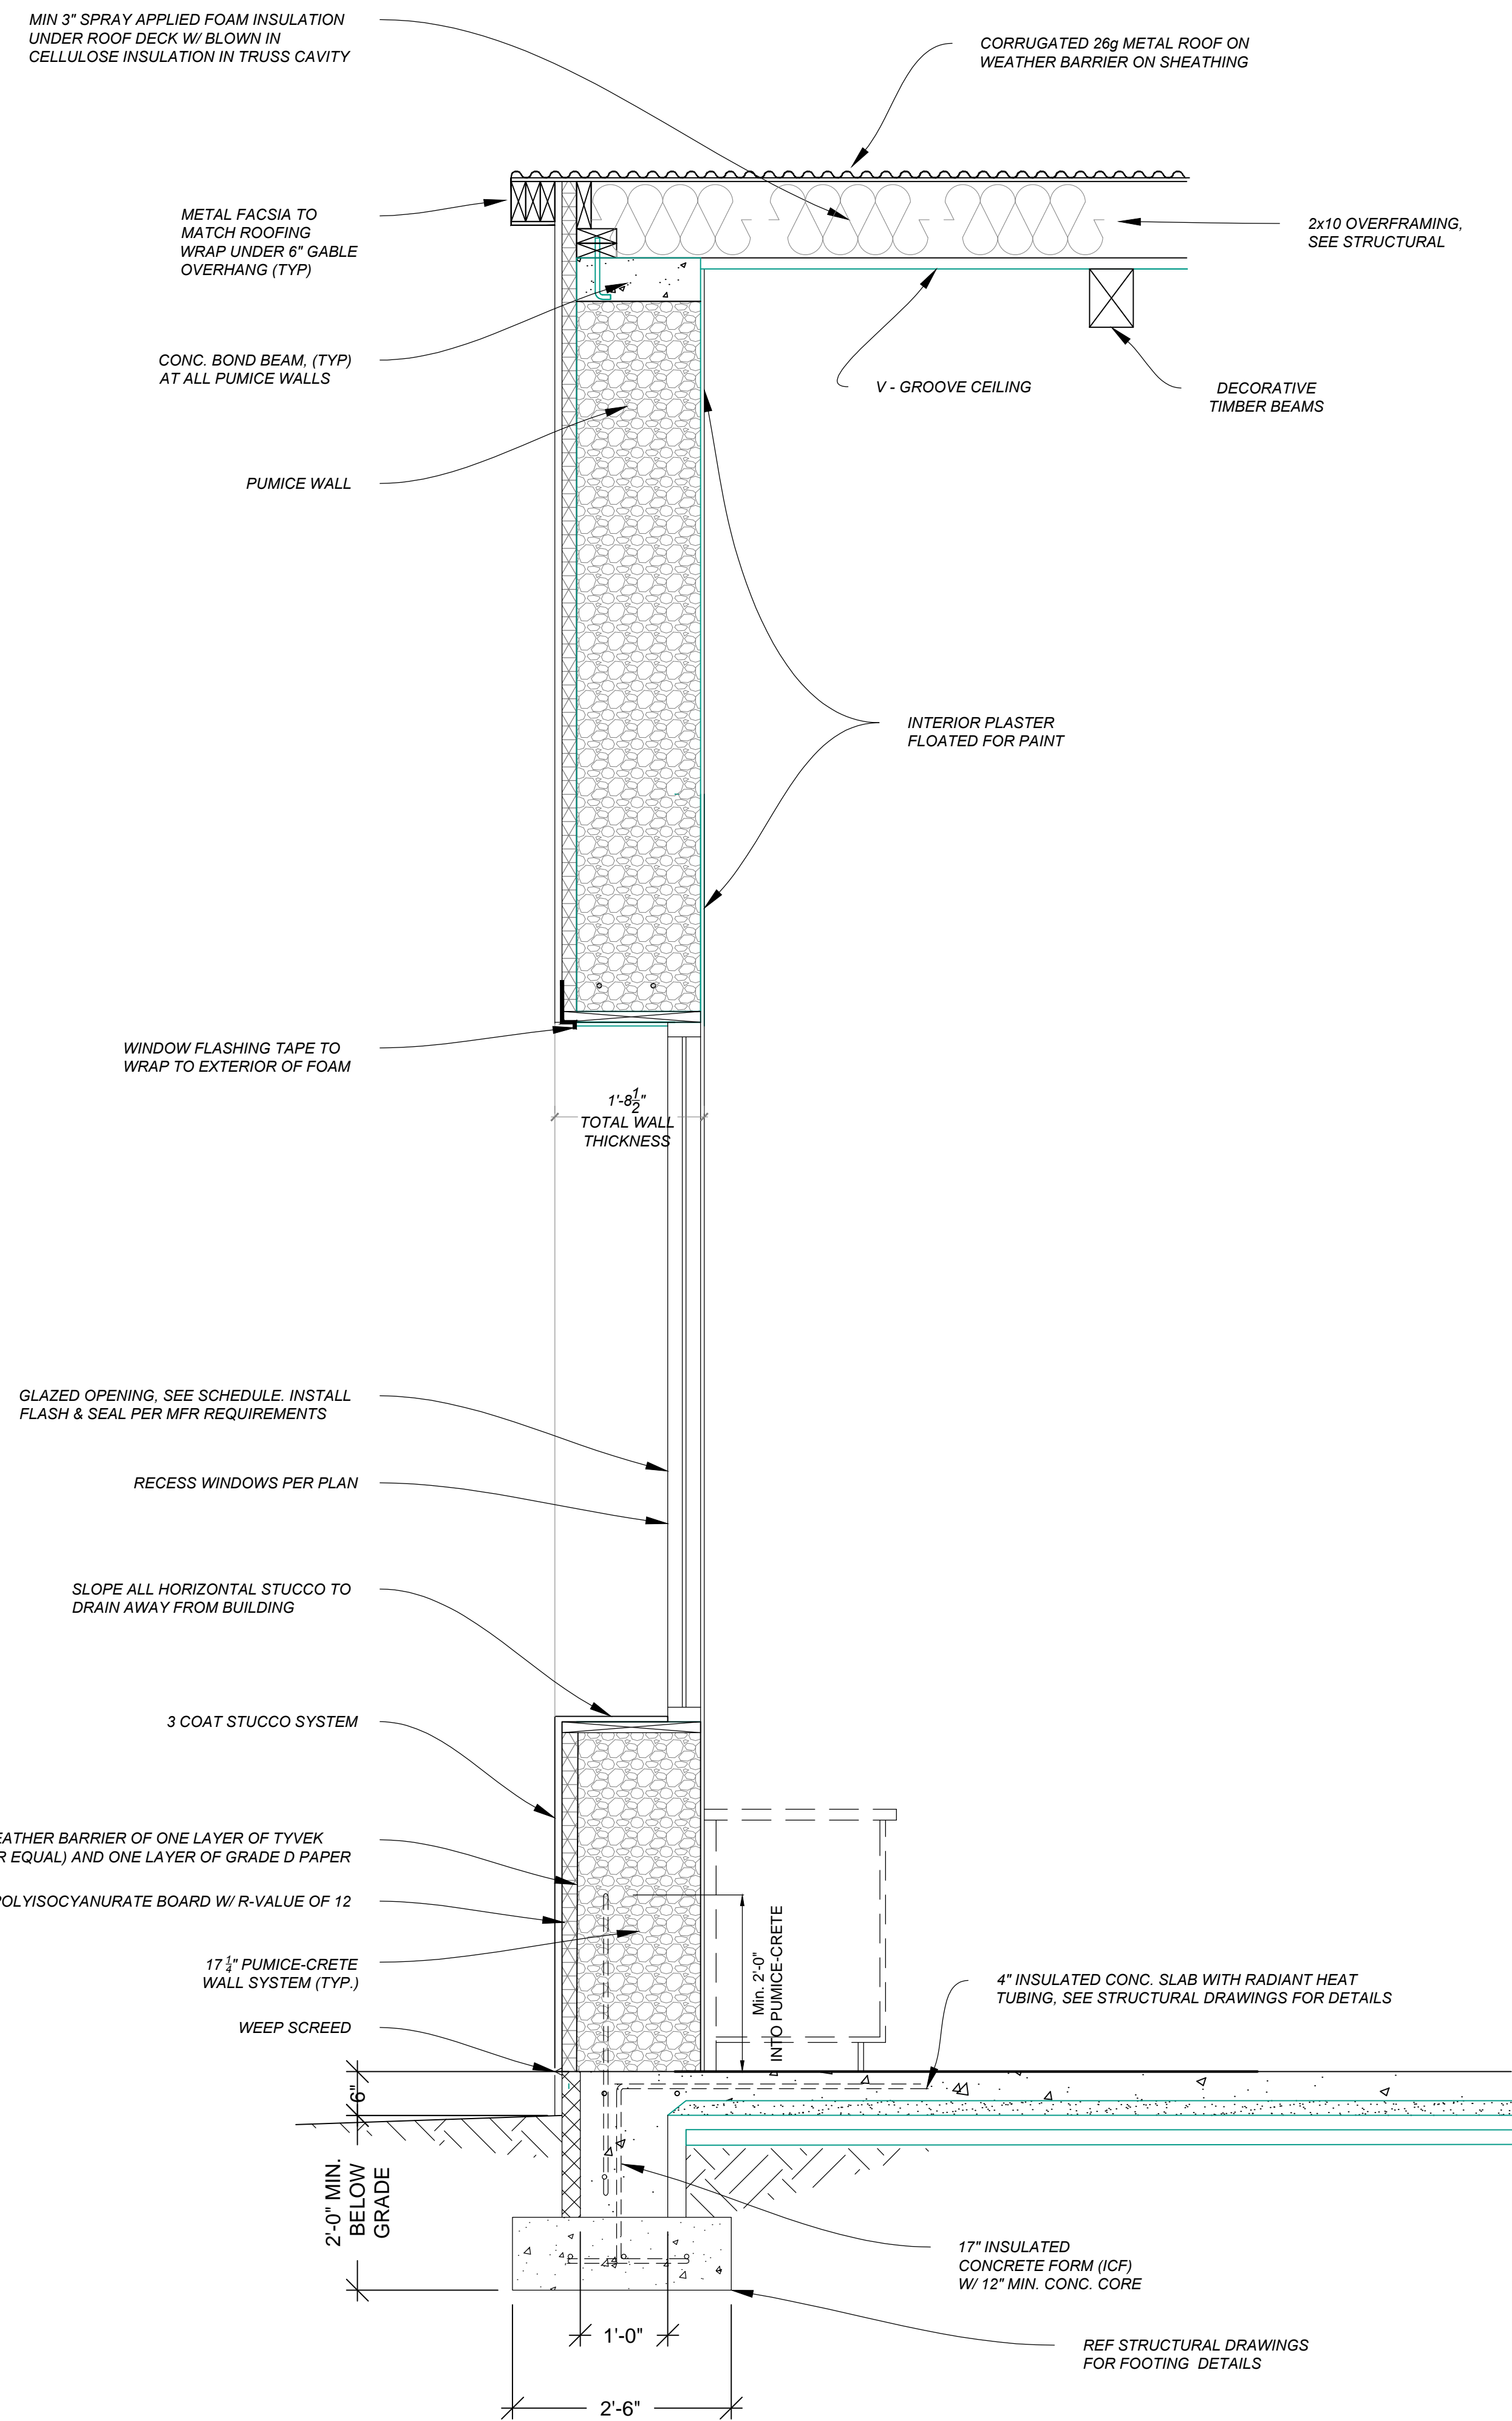 MIN 3" SPRAY APPLIED FOAM INSULATION
UNDER ROOF DECK W/ BLOWN IN
CELLULOSE INSULATION IN TRUSS CAVITY
CORRUGATED 26g METAL ROOF ON
WEATHER BARRIER ON SHEATHING
METAL FACSIA TO
MATCH ROOFING
WRAP UNDER 6" GABLE
OVERHANG (TYP)
2x10 OVERFRAMING,
SEE STRUCTURAL
CONC. BOND BEAM, (TYP)
AT ALL PUMICE WALLS
V - GROOVE CEILING
DECORATIVE
TIMBER BEAMS
PUMICE WALL
INTERIOR PLASTER
FLOATED FOR PAINT
WINDOW FLASHING TAPE TO
WRAP TO EXTERIOR OF FOAM
1'-8 1/2"
TOTAL WALL
THICKNESS
GLAZED OPENING, SEE SCHEDULE. INSTALL
FLASH & SEAL PER MFR REQUIREMENTS
RECESS WINDOWS PER PLAN
SLOPE ALL HORIZONTAL STUCCO TO
DRAIN AWAY FROM BUILDING
3 COAT STUCCO SYSTEM
EATHER BARRIER OF ONE LAYER OF TYVEK
R EQUAL) AND ONE LAYER OF GRADE D PAPER
POLYISOCYANURATE BOARD W/ R-VALUE OF 12
17 1/4" PUMICE-CRETE
WALL SYSTEM (TYP.)
Min. 2'-0"
INTO PUMICE-CRETE
4" INSULATED CONC. SLAB WITH RADIANT HEAT
TUBING, SEE STRUCTURAL DRAWINGS FOR DETAILS
WEEP SCREED
6"
2'-0" MIN.
BELOW
GRADE
17" INSULATED
CONCRETE FORM (ICF)
W/ 12" MIN. CONC. CORE
1'-0"
REF STRUCTURAL DRAWINGS
FOR FOOTING DETAILS
2'-6"